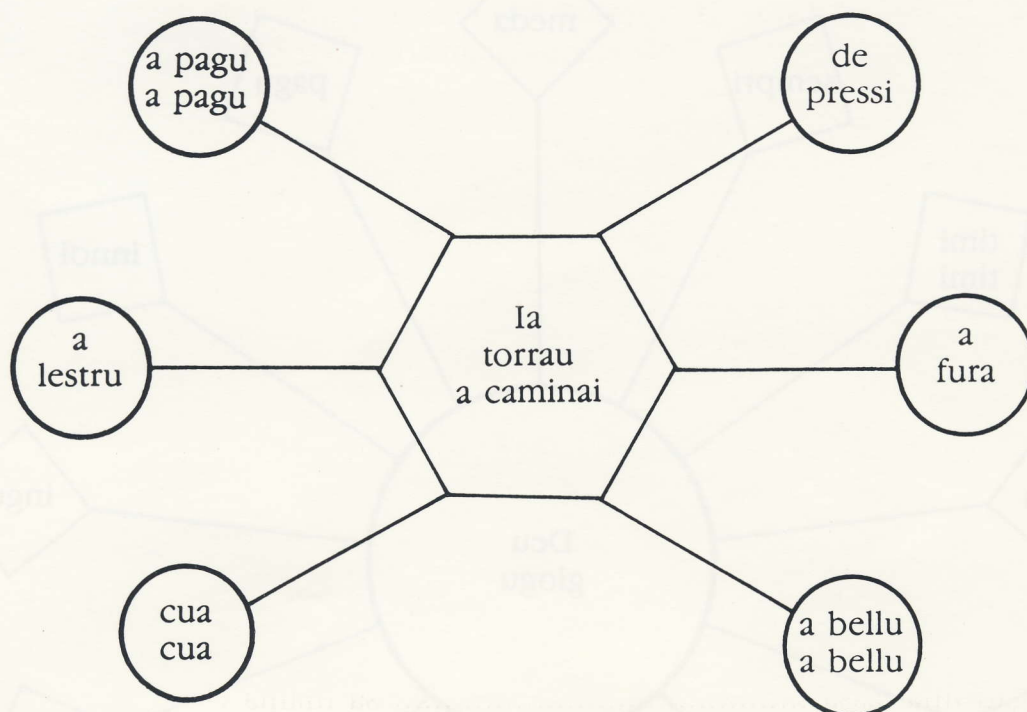 a pagu
a pagu
de
pressi
a
lestru
Ia
torrau
a caminai
a
fura
cua
cua
a bellu
a bellu